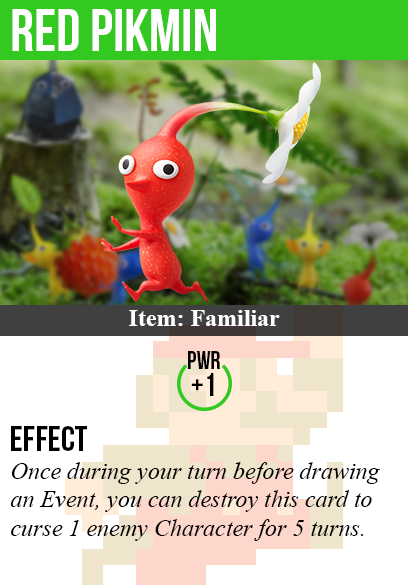 RED PIKMIN
Item: Familiar
PWR
+1
EFFECT
Once during your turn before drawing
an Event, you can destroy this card to
curse 1 enemy Character for 5 turns.